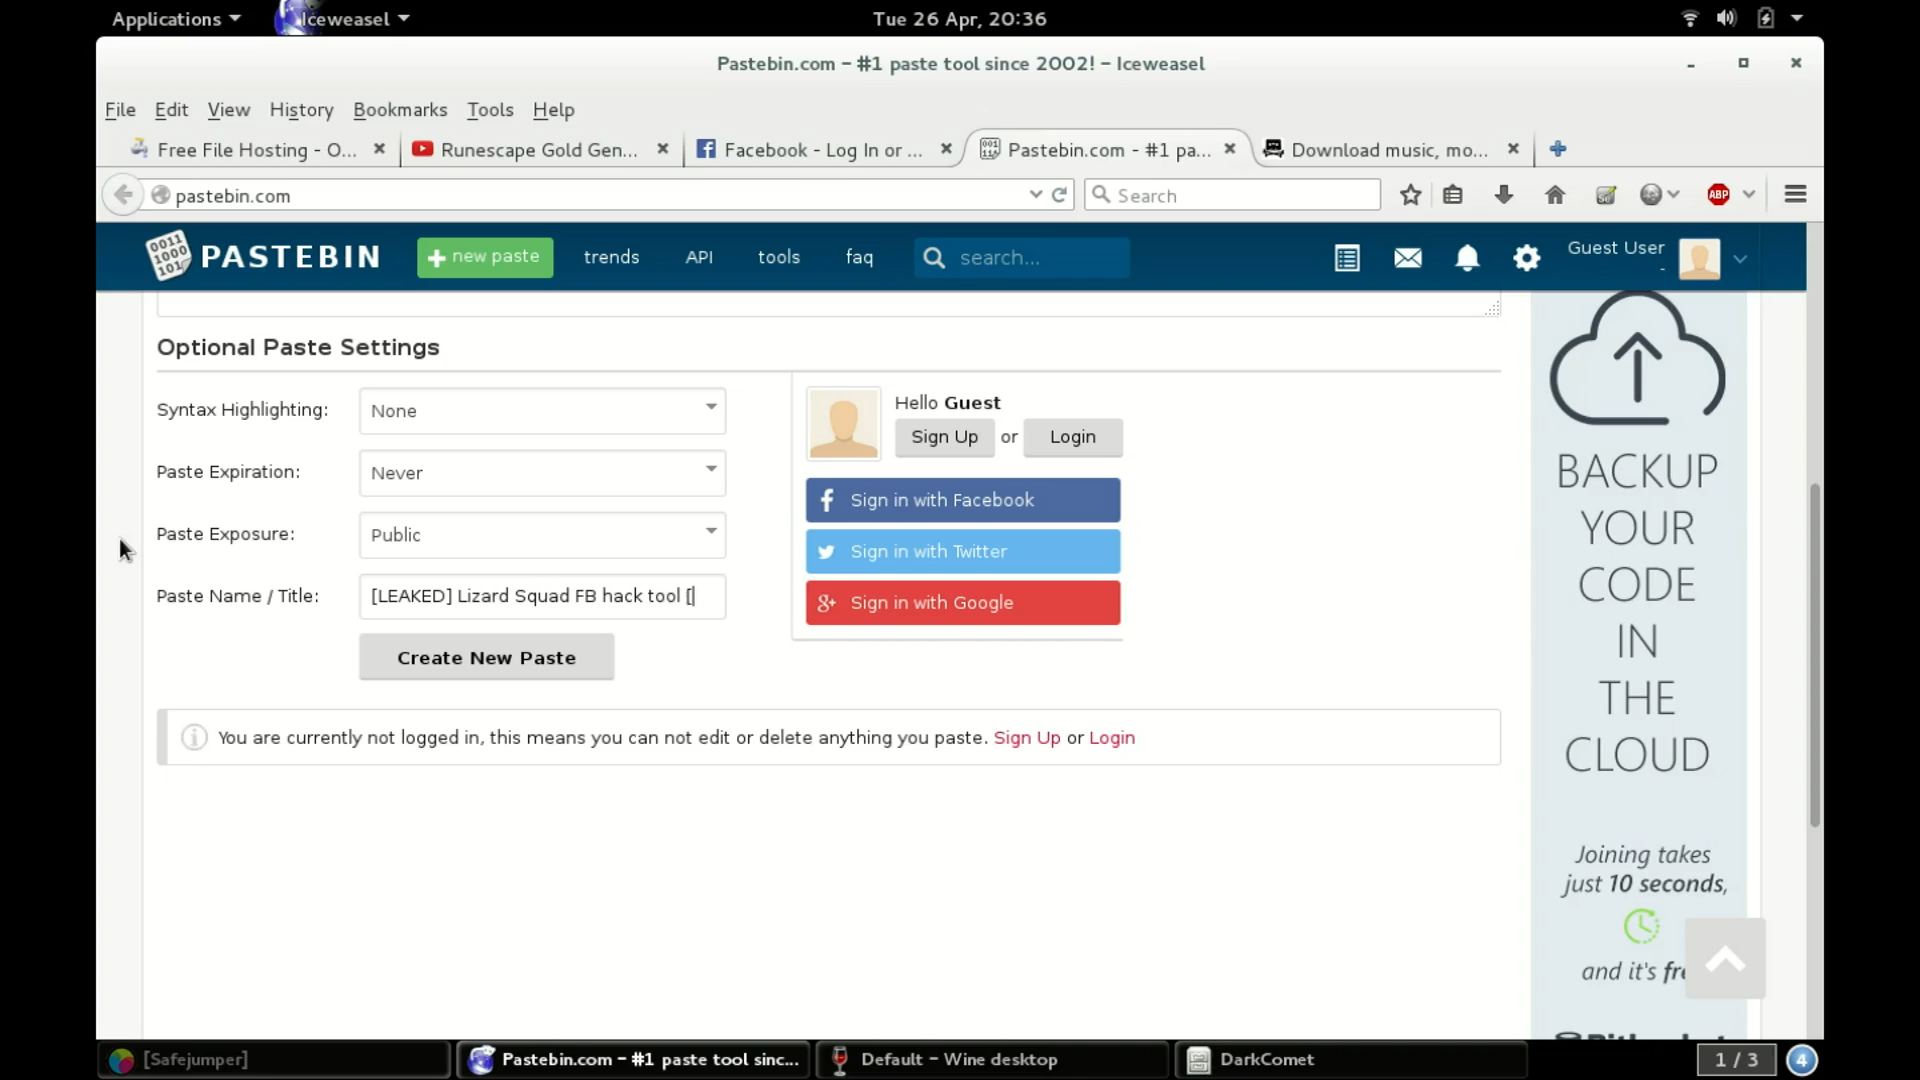 Applications
Iceweasel
Tue 26 Apr, 20:36
Pastebin.com – #1 paste tool since 2002! – Iceweasel
File Edit View History Bookmarks Tools Help
Free File Hosting - O...
Runescape Gold Gen...
Facebook - Log In or ...
Pastebin.com - #1 pa...
Download music, mo...
pastebin.com
Search
ABP
0011
1000
101
PASTEBIN
new paste
trends
API
tools
faq
search...
Guest User
-
Optional Paste Settings
Syntax Highlighting: None
Paste Expiration: Never
Paste Exposure: Public
Paste Name / Title: [LEAKED] Lizard Squad FB hack tool [
Create New Paste
Hello Guest
Sign Up or Login
Sign in with Facebook
Sign in with Twitter
Sign in with Google
You are currently not logged in, this means you can not edit or delete anything you paste. Sign Up or Login
BACKUP
YOUR
CODE
IN
THE
CLOUD
Joining takes
just 10 seconds,
and it's fre
[Safejumper]
Pastebin.com – #1 paste tool sinc...
Default – Wine desktop
DarkComet
1 / 3
4